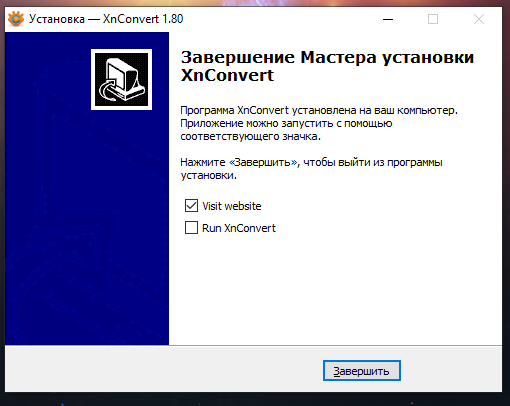 Установка — XnConvert 1.80
Завершение Мастера установки
XnConvert
Программа XnConvert установлена на ваш компьютер.
Приложение можно запустить с помощью
соответствующего значка.
Нажмите «Завершить», чтобы выйти из программы
установки.
Visit website
Run XnConvert
Завершить